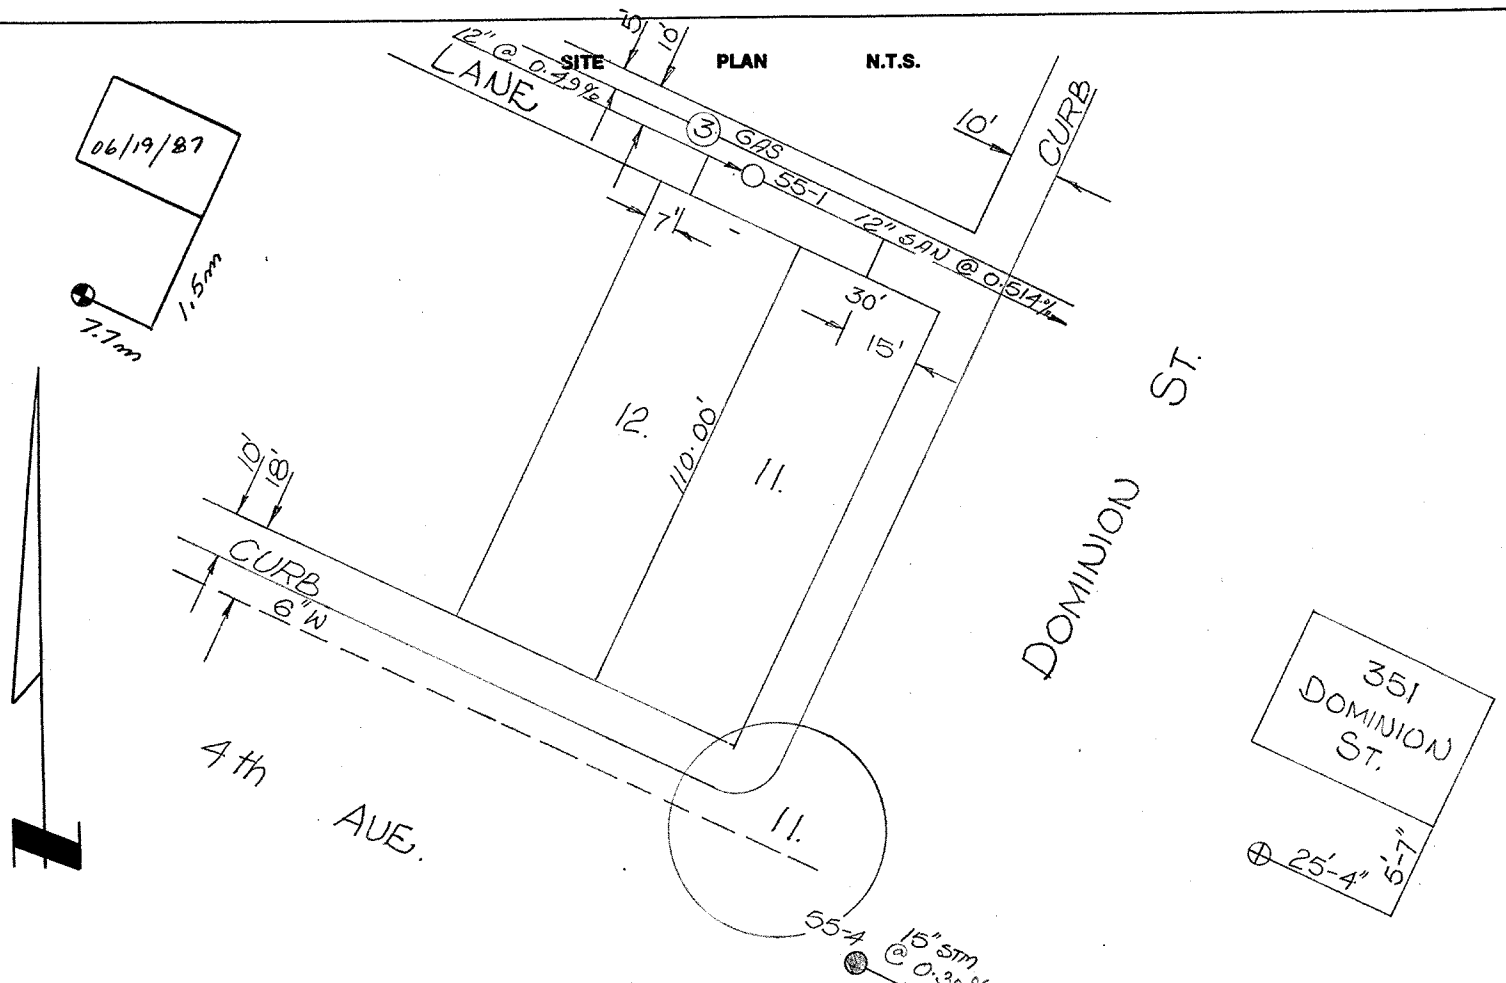 SITE PLAN N.T.S.
5'
10'
12" @ 0.49%
LANE
3
GAS
10'
CURB
55-1 12" SAN @ 0.514%
06/19/87
1.5m
7.7m
7'
30'
15'
12.
110.00'
11.
ST.
DOMINION
10'
18'
CURB
6" W
4th
AVE.
11.
351
DOMINION
ST.
25'-4"
5'-7"
55-4
15" STM